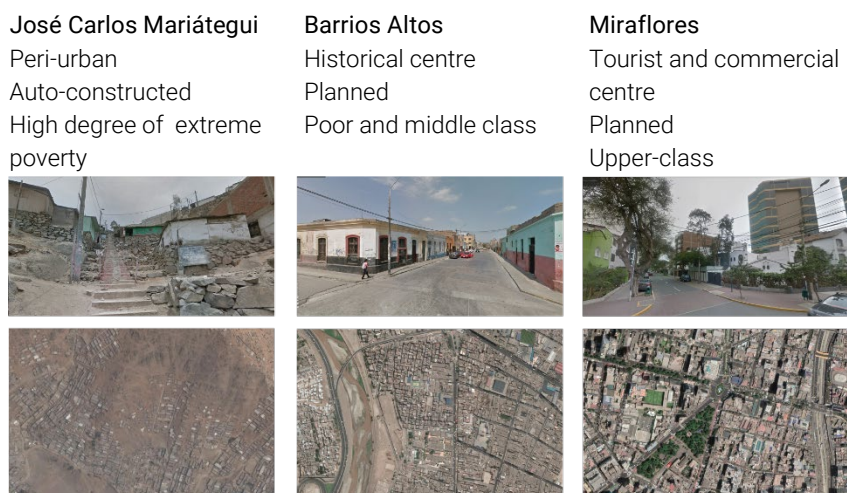 José Carlos Mariátegui
Peri-urban
Auto-constructed
High degree of extreme
poverty
Barrios Altos
Historical centre
Planned
Poor and middle class
Miraflores
Tourist and commercial
centre
Planned
Upper-class